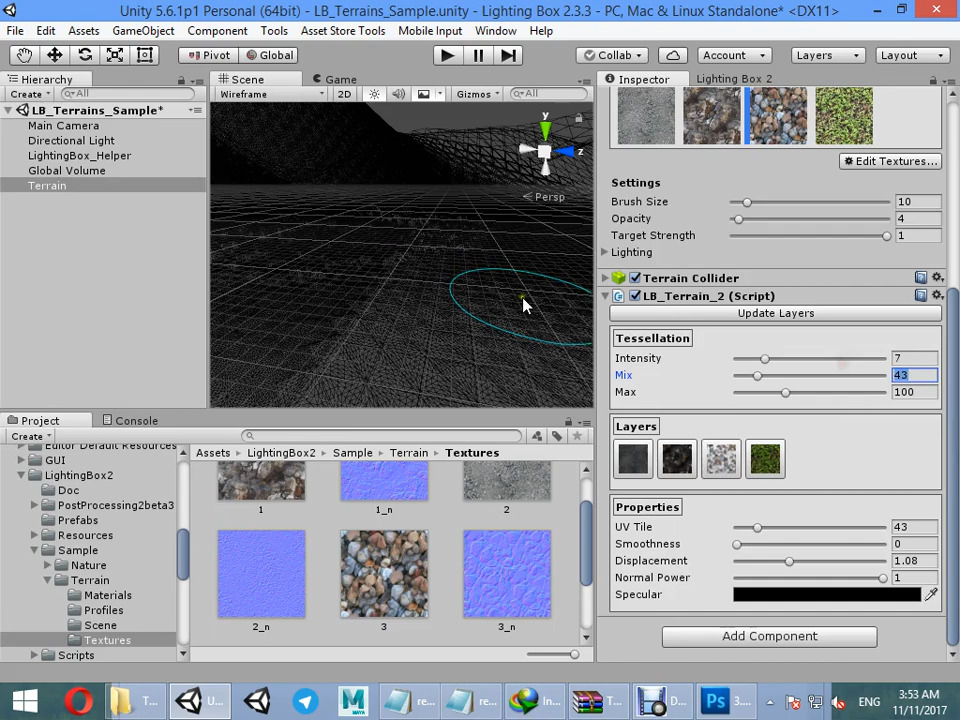 Unity 5.6.1p1 Personal (64bit) - LB_Terrains_Sample.unity - Lighting Box 2.3.3 - PC, Mac & Linux Standalone* <DX11>
File Edit Assets GameObject Component Tools Asset Store Tools Mobile Input Window Help
Pivot Global Collab Account Layers Layout
Hierarchy Scene Game Inspector Lighting Box 2
Create All Wireframe 2D Gizmos All
LB_Terrains_Sample*
Main Camera
Directional Light
LightingBox_Helper
Global Volume
Terrain
y
z
Persp
Edit Textures...
Settings
Brush Size 10
Opacity 4
Target Strength 1
Lighting
Terrain Collider
LB_Terrain_2 (Script)
Update Layers
Tessellation
Intensity 7
Mix 43
Max 100
Layers
Properties
UV Tile 43
Smoothness 0
Displacement 1.08
Normal Power 1
Specular
Add Component
Project Console
Create
Editor Default Resources
GUI
LightingBox2
Doc
PostProcessing2beta3
Prefabs
Resources
Sample
Nature
Terrain
Materials
Profiles
Scene
Textures
Scripts
Assets LightingBox2 Sample Terrain Textures
1 1_n 2
2_n 3 3_n
T... U... re... re... In... T... D... 3....
ENG
3:53 AM
11/11/2017